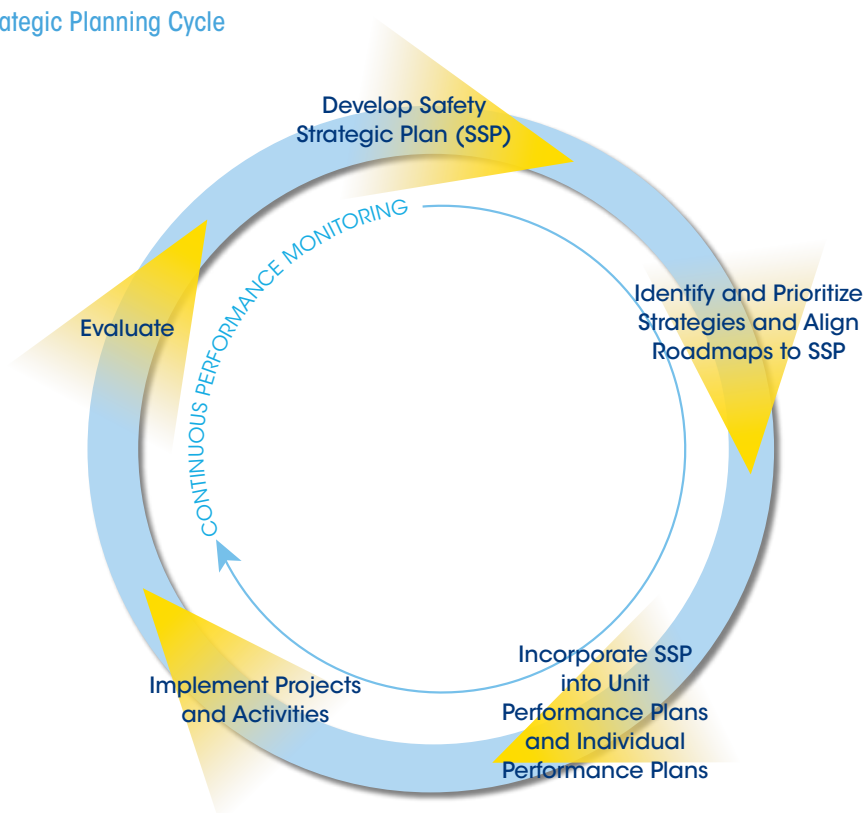 Planning Cycle
Develop Safety
Strategic Plan (SSP)
CONTINUOUS PERFORMANCE MONITORING
Identify and Prioritize
Strategies and Align
Roadmaps to SSP
Evaluate
Incorporate SSP
into Unit
Performance Plans
and Individual
Performance Plans
Implement Projects
and Activities